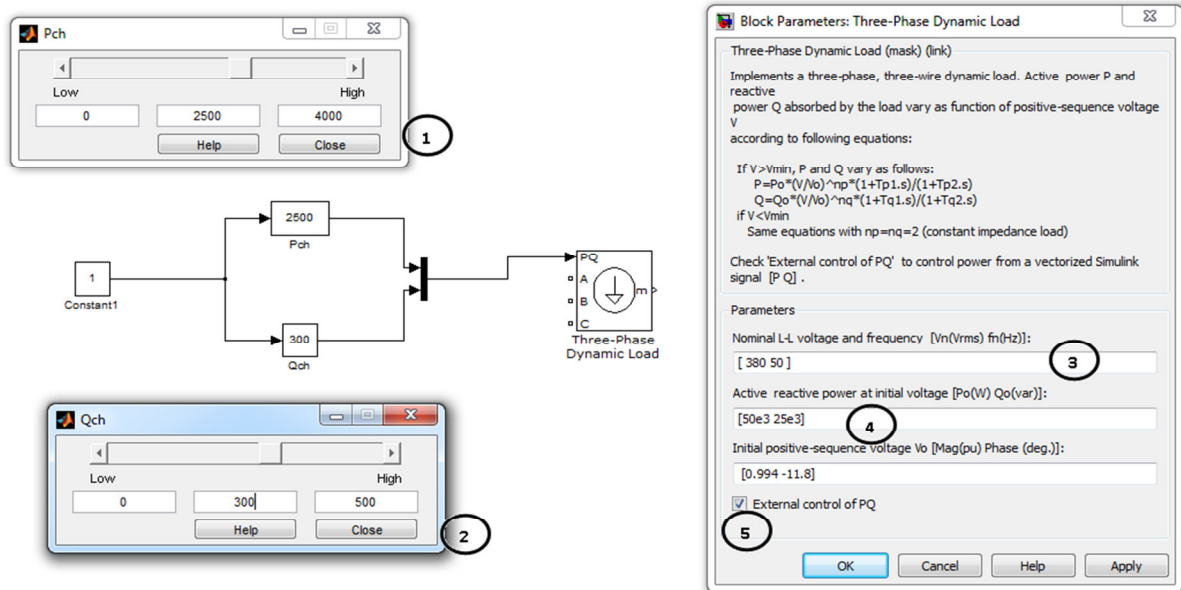 Pch
Low
High
0
2500
4000
Help
Close
1
2500
Pch
1
Constant1
300
Qch
PQ
A
B
C
m
Three-Phase
Dynamic Load
Qch
Low
High
0
300
500
Help
Close
2
Block Parameters: Three-Phase Dynamic Load
Three-Phase Dynamic Load (mask) (link)
Implements a three-phase, three-wire dynamic load. Active power P and
reactive
power Q absorbed by the load vary as function of positive-sequence voltage
V
according to following equations:
If V>Vmin, P and Q vary as follows:
P=Po*(V/Vo)^np*(1+Tp1.s)/(1+Tp2.s)
Q=Qo*(V/Vo)^nq*(1+Tq1.s)/(1+Tq2.s)
if V<Vmin
Same equations with np=nq=2 (constant impedance load)
Check 'External control of PQ' to control power from a vectorized Simulink
signal [P Q] .
Parameters
Nominal L-L voltage and frequency [Vn(Vrms) fn(Hz)]:
[ 380 50 ]
3
Active reactive power at initial voltage [Po(W) Qo(var)]:
[50e3 25e3]
4
Initial positive-sequence voltage Vo [Mag(pu) Phase (deg.)]:
[0.994 -11.8]
External control of PQ
5
OK
Cancel
Help
Apply